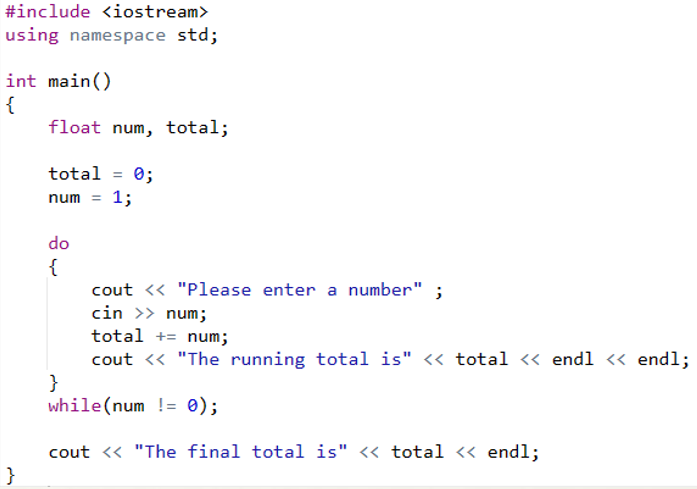 #include <iostream>
using namespace std;
int main()
{
float num, total;
total = 0;
num = 1;
do
{
cout << "Please enter a number" ;
cin >> num;
total += num;
cout << "The running total is" << total << endl << endl;
}
while(num != 0);
cout << "The final total is" << total << endl;
}